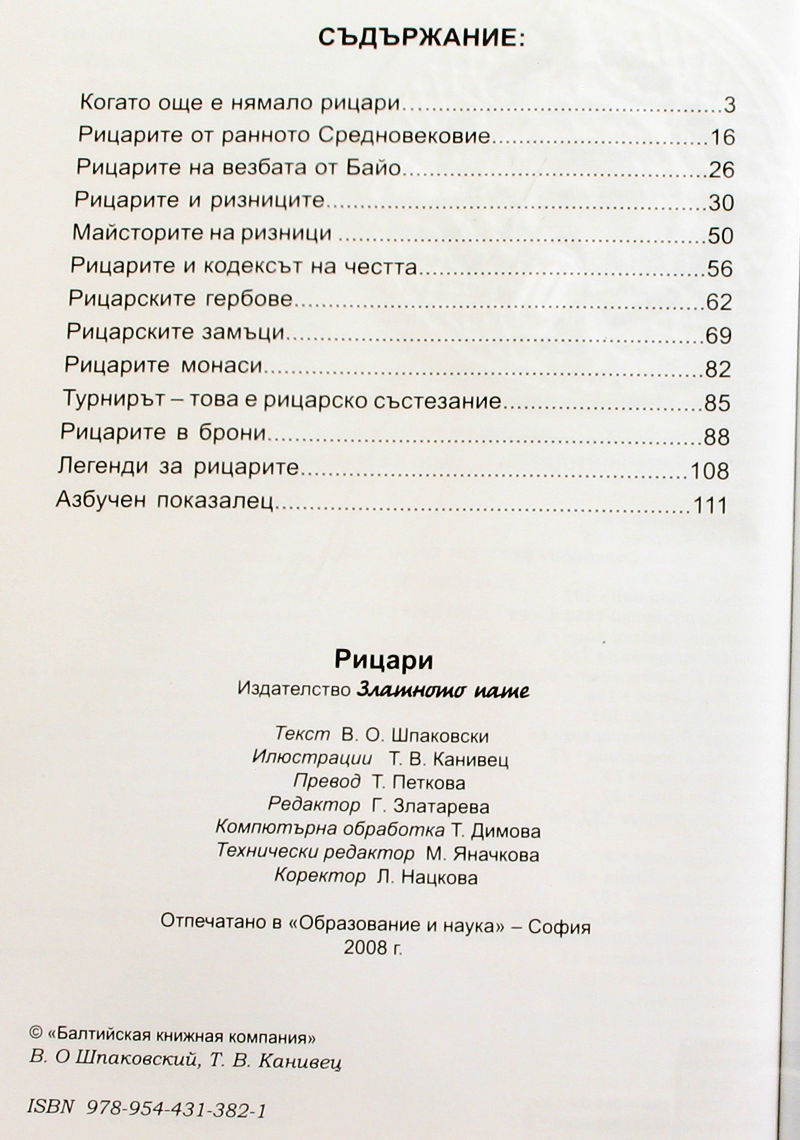 СЪДЪРЖАНИЕ:
Когато още е нямало рицари...............................................3
Рицарите от ранното Средновековие................................16
Рицарите на везбата от Байо.............................................26
Рицарите и ризниците........................................................30
Майсторите на ризници ......................................................50
Рицарите и кодексът на честта..........................................56
Рицарските гербове............................................................62
Рицарските замъци.............................................................69
Рицарите монаси.................................................................82
Турнирът – това е рицарско състезание.................................85
Рицарите в брони................................................................88
Легенди за рицарите.........................................................108
Азбучен показалец.............................................................111
Рицари
Издателство Златното пате
Текст В. О. Шпаковски
Илюстрации Т. В. Канивец
Превод Т. Петкова
Редактор Г. Златарева
Компютърна обработка Т. Димова
Технически редактор М. Яначкова
Коректор Л. Нацкова
Отпечатано в «Образование и наука» – София
2008 г.
© «Балтийская книжная компания»
В. О Шпаковский, Т. В. Канивец
ISBN 978-954-431-382-1